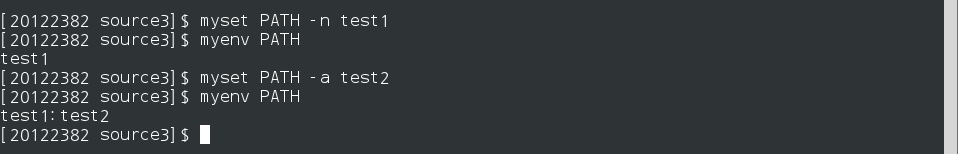 [20122382 source3]$ myset PATH -n test1
[20122382 source3]$ myenv PATH
test1
[20122382 source3]$ myset PATH -a test2
[20122382 source3]$ myenv PATH
test1:test2
[20122382 source3]$